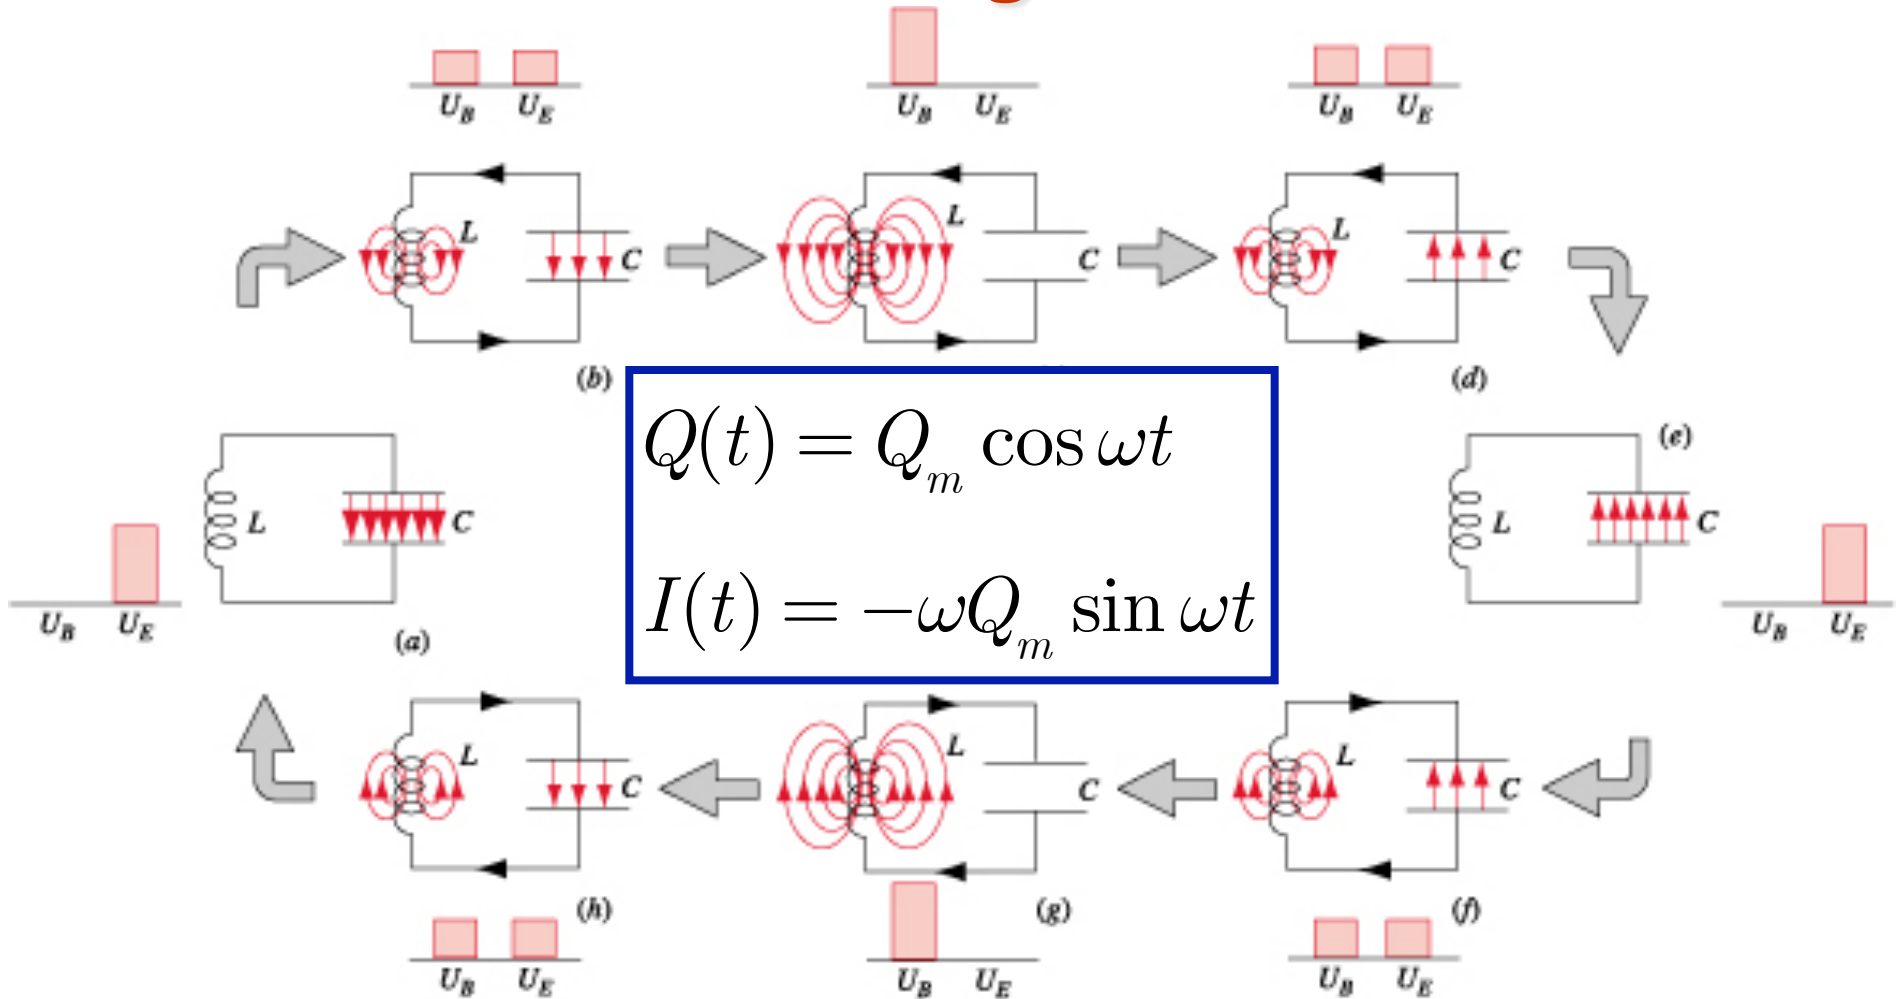 U_B U_E
U_B U_E
U_B U_E
L C
L C
L C
(b)
(d)
Q(t) = Q_m cos ωt
I(t) = −ωQ_m sin ωt
L C
U_B U_E
(a)
(e)
L C
U_B U_E
L C
L C
L C
(h)
(g)
(f)
U_B U_E
U_B U_E
U_B U_E